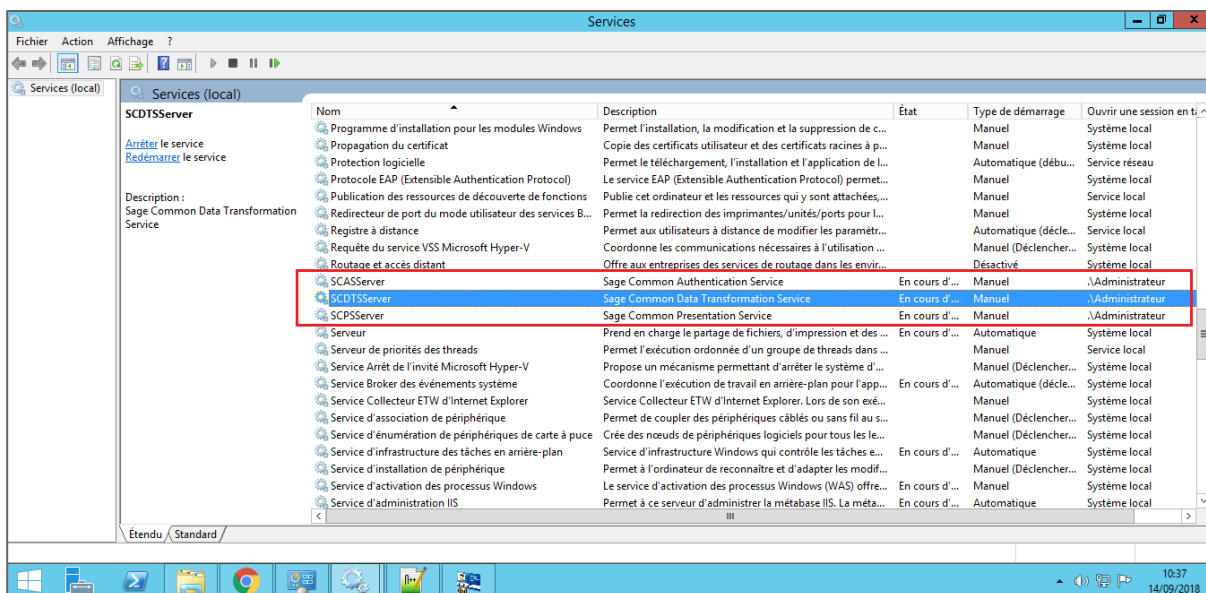 Services
Fichier Action Affichage ?
Services (local)
Services (local)
SCDTSServer
Arrêter le service
Redémarrer le service
Description :
Sage Common Data Transformation
Service
Nom Description État Type de démarrage Ouvrir une session en t
Programme d'installation pour les modules Windows Permet l'installation, la modification et la suppression de c... Manuel Système local
Propagation du certificat Copie des certificats utilisateur et des certificats racines à p... Manuel Système local
Protection logicielle Permet le téléchargement, l'installation et l'application de l... Automatique (débu... Service réseau
Protocole EAP (Extensible Authentication Protocol) Le service EAP (Extensible Authentication Protocol) permet... Manuel Système local
Publication des ressources de découverte de fonctions Publie cet ordinateur et les ressources qui y sont attachées,... Manuel Service local
Redirecteur de port du mode utilisateur des services B... Permet la redirection des imprimantes/unités/ports pour l... Manuel Système local
Registre à distance Permet aux utilisateurs à distance de modifier les paramètr... Automatique (décle... Service local
Requête du service VSS Microsoft Hyper-V Coordonne les communications nécessaires à l'utilisation ... Manuel (Déclencher... Système local
Routage et accès distant Offre aux entreprises des services de routage dans les envir... Désactivé Système local
SCASServer Sage Common Authentication Service En cours d'... Manuel .\Administrateur
SCDTSServer Sage Common Data Transformation Service En cours d'... Manuel .\Administrateur
SCPSServer Sage Common Presentation Service En cours d'... Manuel .\Administrateur
Serveur Prend en charge le partage de fichiers, d'impression et des ... En cours d'... Automatique Système local
Serveur de priorités des threads Permet l'exécution ordonnée d'un groupe de threads dans ... Manuel Service local
Service Arrêt de l'invité Microsoft Hyper-V Propose un mécanisme permettant d'arrêter le système d'... Manuel (Déclencher... Système local
Service Broker des événements système Coordonne l'exécution de travail en arrière-plan pour l'app... En cours d'... Automatique (décle... Système local
Service Collecteur ETW d'Internet Explorer Service Collecteur ETW d'Internet Explorer. Lors de son exé... Manuel Système local
Service d'association de périphérique Permet de coupler des périphériques câblés ou sans fil au s... Manuel (Déclencher... Système local
Service d'énumération de périphériques de carte à puce Crée des nœuds de périphériques logiciels pour tous les le... Manuel (Déclencher... Système local
Service d'infrastructure des tâches en arrière-plan Service d'infrastructure Windows qui contrôle les tâches e... En cours d'... Automatique Système local
Service d'installation de périphérique Permet à l'ordinateur de reconnaître et d'adapter les modif... Manuel (Déclencher... Système local
Service d'activation des processus Windows Le service d'activation des processus Windows (WAS) offre... En cours d'... Manuel Système local
Service d'administration IIS Permet à ce serveur d'administrer la métabase IIS. La méta... En cours d'... Automatique Système local
Étendu Standard
10:37
14/09/2018